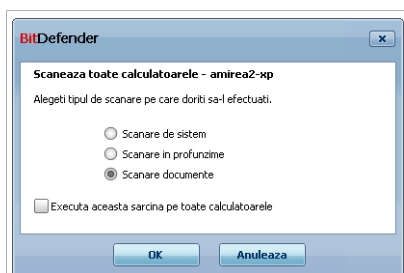 BitDefender
Scaneaza toate calculatoarele - amirea2-xp
Alegeti tipul de scanare pe care doriti sa-l efectuati.
Scanare de sistem
Scanare in profunzime
Scanare documente
Executa aceasta sarcina pe toate calculatoarele
OK Anuleaza